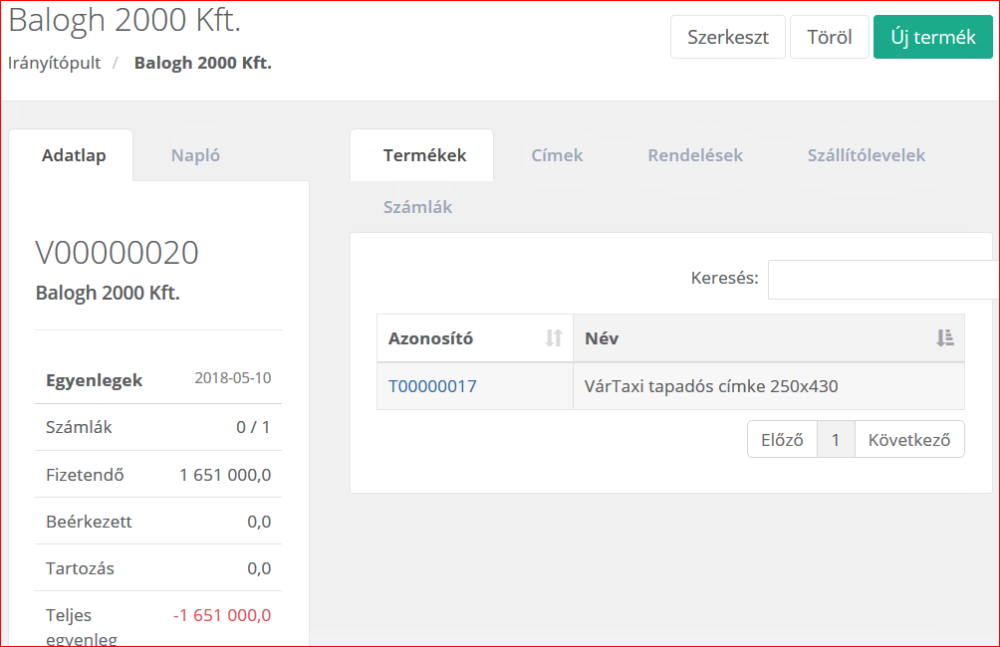 Balogh 2000 Kft.
Szerkeszt Töröl Új termék
Irányítópult / Balogh 2000 Kft.
Adatlap Napló
Termékek Címek Rendelések Szállítólevelek
Számlák
V00000020
Balogh 2000 Kft.
Egyenlegek 2018-05-10
Számlák 0 / 1
Fizetendő 1 651 000,0
Beérkezett 0,0
Tartozás 0,0
Teljes egyenleg -1 651 000,0
Keresés:
Azonosító Név
T00000017 VárTaxi tapadós címke 250x430
Előző 1 Következő